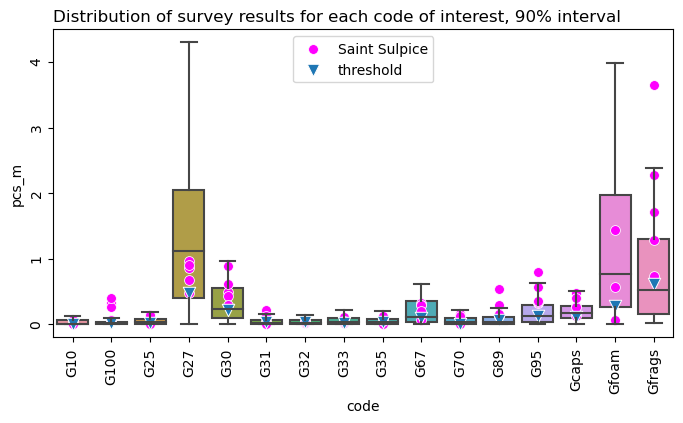 Distribution of survey results for each code of interest, 90% interval
Saint Sulpice
threshold
pcs_m
4
3
2
1
0
G10
G100
G25
G27
G30
G31
G32
G33
G35
G67
G70
G89
G95
Gcaps
Gfoam
Gfrags
code